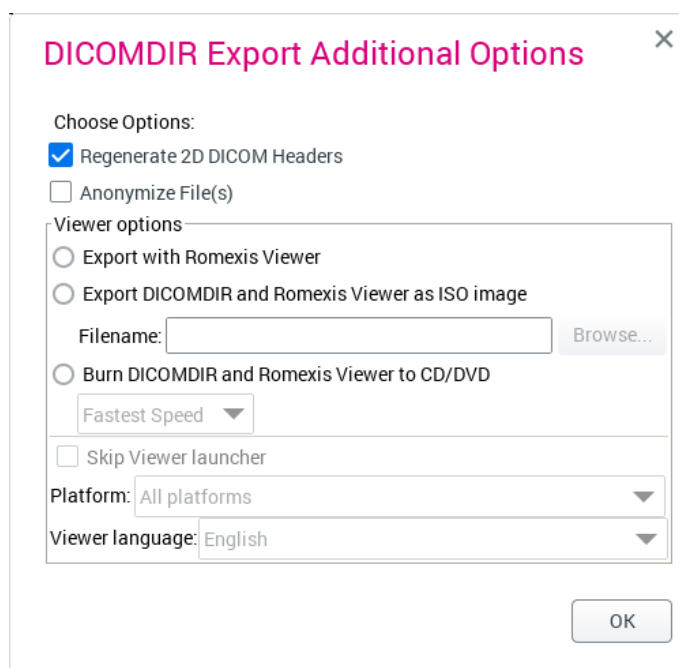 DICOMDIR Export Additional Options
Choose Options:
Regenerate 2D DICOM Headers
Anonymize File(s)
Viewer options
Export with Romexis Viewer
Export DICOMDIR and Romexis Viewer as ISO image
Filename: Browse...
Burn DICOMDIR and Romexis Viewer to CD/DVD
Fastest Speed
Skip Viewer launcher
Platform: All platforms
Viewer language: English
OK